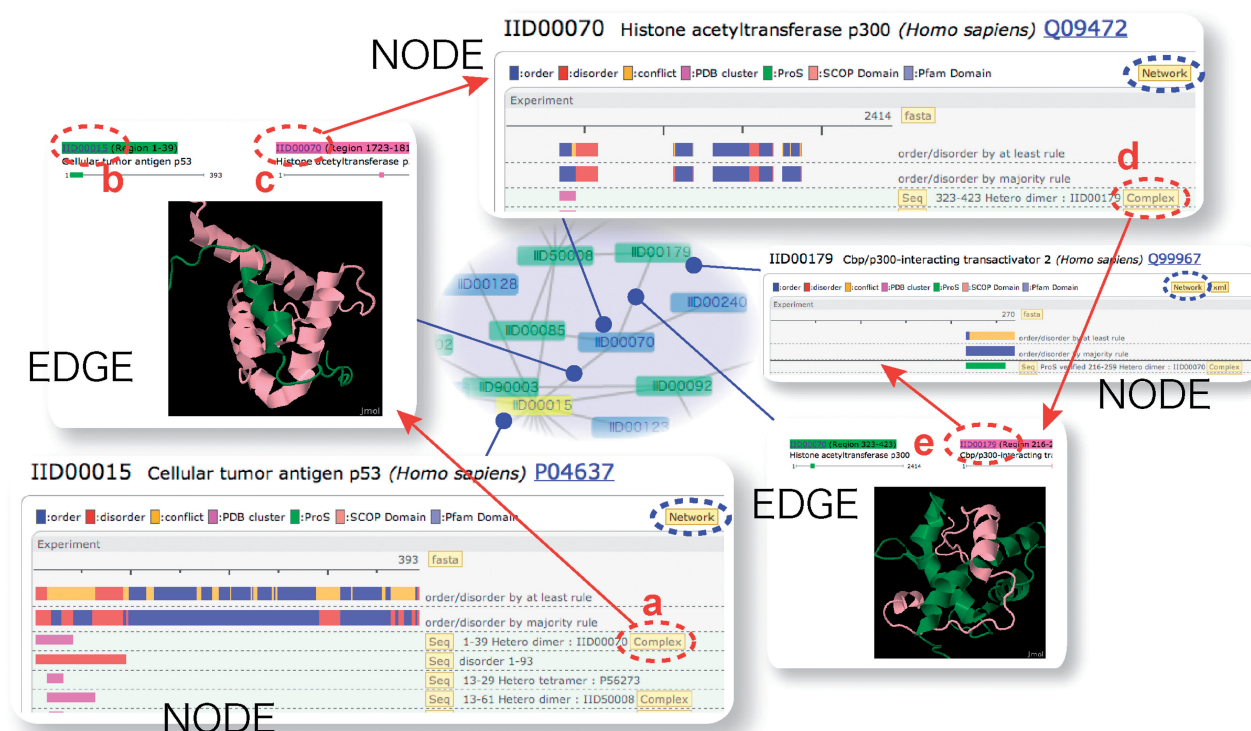 IID00070 Histone acetyltransferase p300 (Homo sapiens) Q09472
NODE
:order :disorder :conflict :PDB cluster :ProS :SCOP Domain :Pfam Domain
Network
Experiment
2414 fasta
order/disorder by at least rule
order/disorder by majority rule
Seq 323-423 Hetero dimer : IID00179 Complex
d
IID00015 (Region 1-39)
Cellular tumor antigen p53
1 393
b
IID00070 (Region 1723-181
Histone acetyltransferase p
1
c
Jmol
EDGE
IID50008
IID00179
IID00128
IID00240
IID00085
IID00070
02
IID90003
IID00092
IID00015
IID00123
IID00179 Cbp/p300-interacting transactivator 2 (Homo sapiens) Q99967
:order :disorder :conflict :PDB cluster :ProS :SCOP Domain :Pfam Domain
Network xml
Experiment
270 fasta
order/disorder by at least rule
order/disorder by majority rule
Seq ProS verified 216-259 Hetero dimer : IID00070 Complex
NODE
IID00070 (Region 323-423)
Histone acetyltransferase p300
1 2414
e
IID00179 (Region 216-2
Cbp/p300-interacting tra
1
EDGE
Jmol
IID00015 Cellular tumor antigen p53 (Homo sapiens) P04637
:order :disorder :conflict :PDB cluster :ProS :SCOP Domain :Pfam Domain
Network
Experiment
393 fasta
order/disorder by at least rule
order/disorder by majority rule
a
Seq 1-39 Hetero dimer : IID00070 Complex
Seq disorder 1-93
Seq 13-29 Hetero tetramer : P56273
Seq 13-61 Hetero dimer : IID50008 Complex
NODE